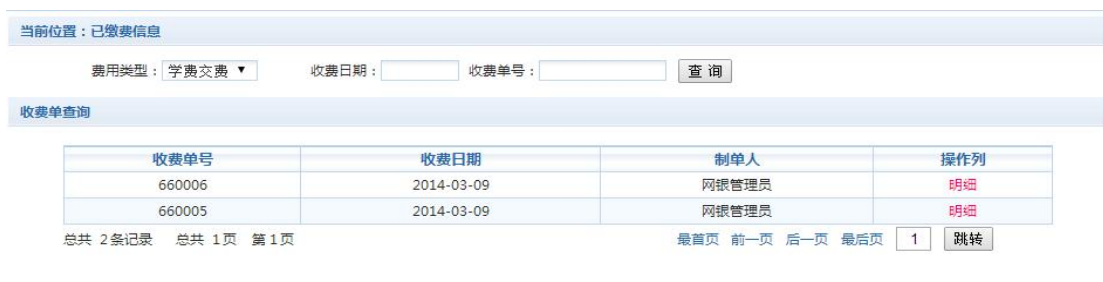 当前位置：已缴费信息
费用类型： 学费交费 ▼ 收费日期： 收费单号： 查 询
收费单查询
收费单号 收费日期 制单人 操作列
660006 2014-03-09 网银管理员 明细
660005 2014-03-09 网银管理员 明细
总共 2条记录 总共 1页 第1页 最首页 前一页 后一页 最后页 1 跳转